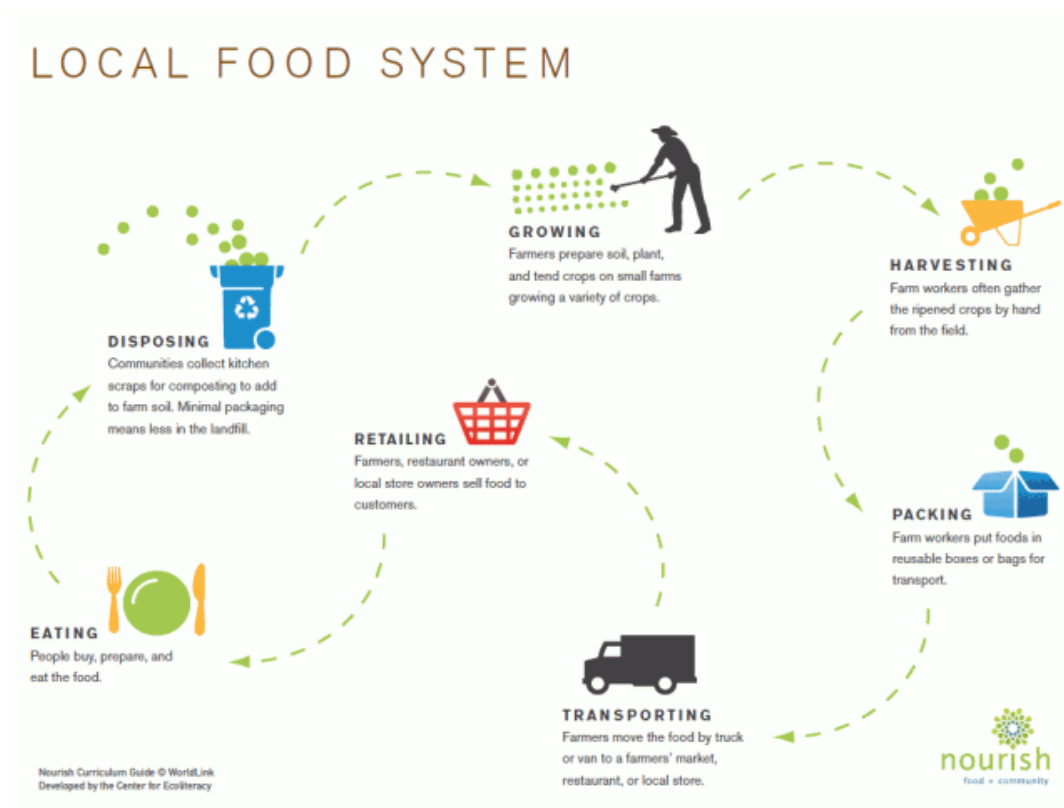 LOCAL FOOD SYSTEM
GROWING
Farmers prepare soil, plant,
and tend crops on small farms
growing a variety of crops.
HARVESTING
Farm workers often gather
the ripened crops by hand
from the field.
PACKING
Farm workers put foods in
reusable boxes or bags for
transport.
TRANSPORTING
Farmers move the food by truck
or van to a farmers' market,
restaurant, or local store.
RETAILING
Farmers, restaurant owners, or
local store owners sell food to
customers.
EATING
People buy, prepare, and
eat the food.
DISPOSING
Communities collect kitchen
scraps for composting to add
to farm soil. Minimal packaging
means less in the landfill.
Nourish Curriculum Guide © WorldLink
Developed by the Center for Ecoliteracy
nourish
food + community